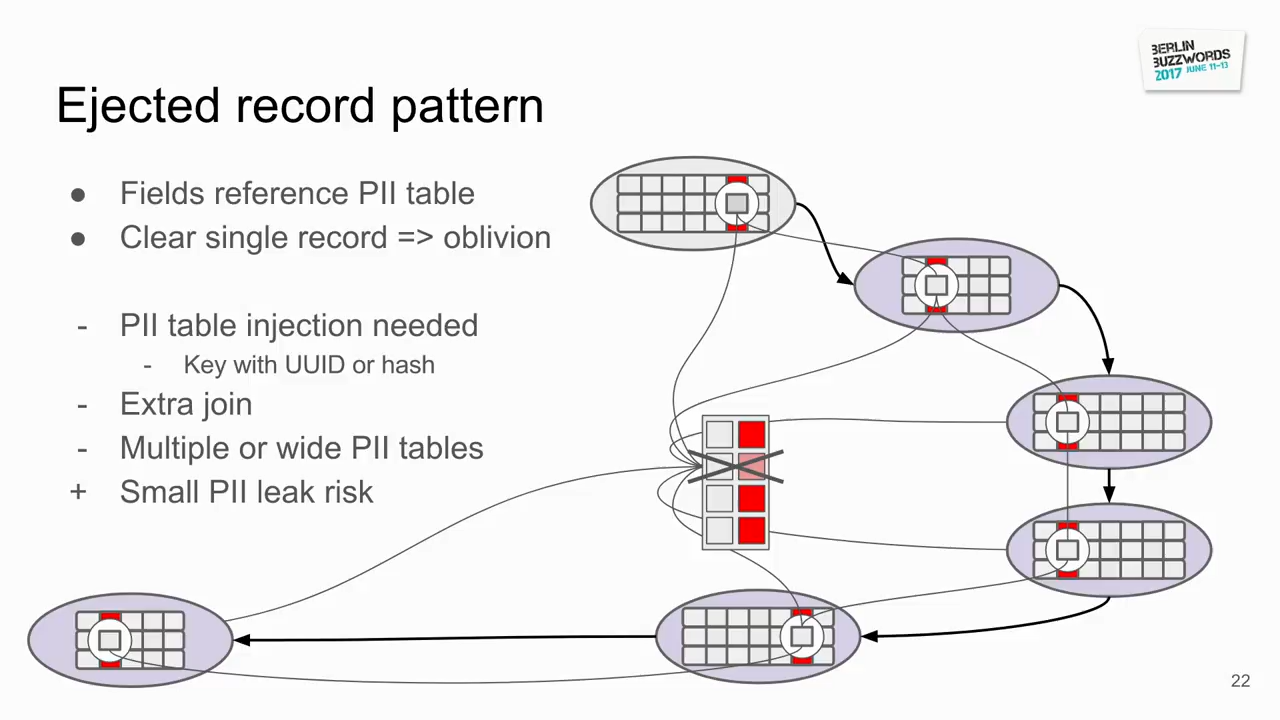 BERLIN
BUZZWORDS
2017 JUNE 11-13
Ejected record pattern
● Fields reference PII table
● Clear single record => oblivion
- PII table injection needed
- Key with UUID or hash
- Extra join
- Multiple or wide PII tables
+ Small PII leak risk
22